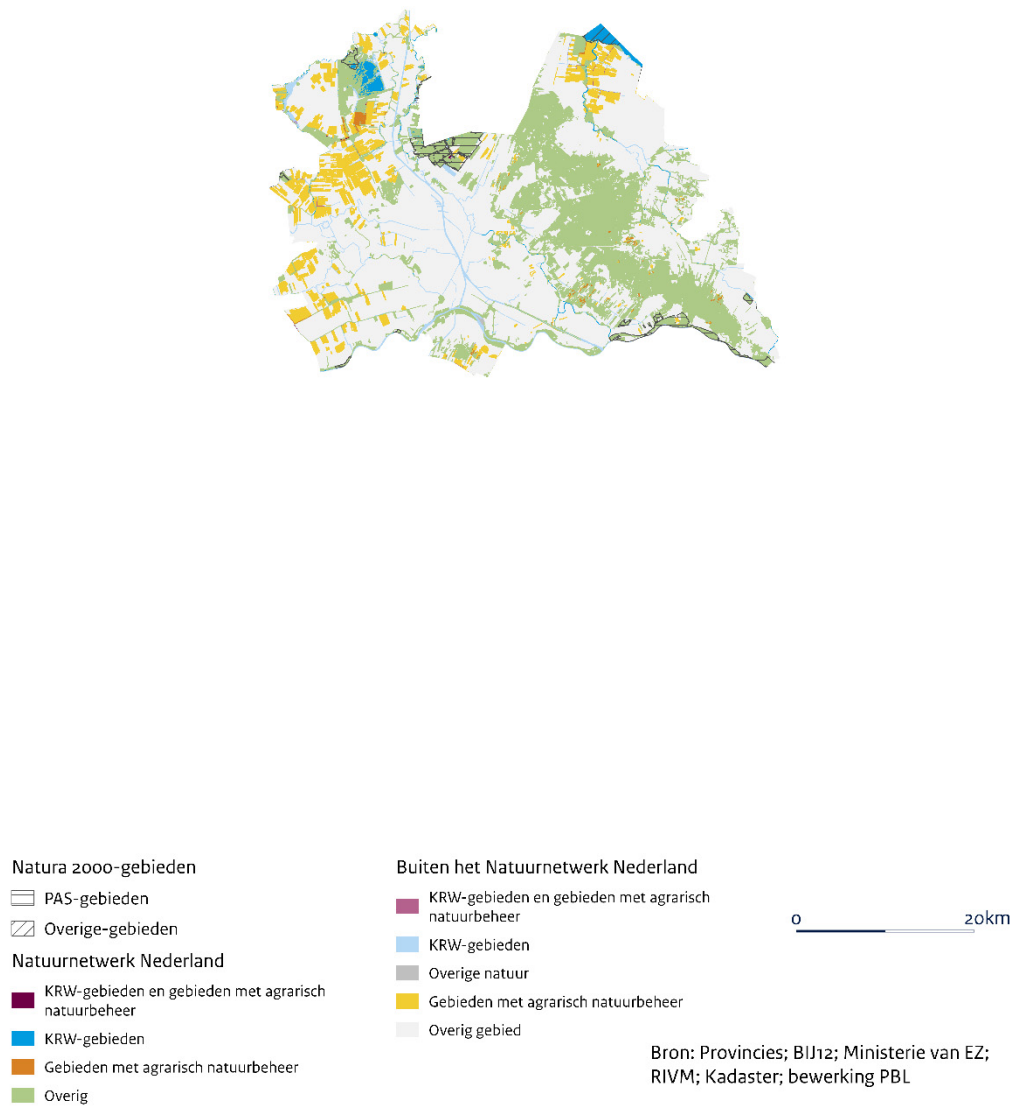 Natura 2000-gebieden
PAS-gebieden
Overige-gebieden
Natuurnetwerk Nederland
KRW-gebieden en gebieden met agrarisch
natuurbeheer
KRW-gebieden
Gebieden met agrarisch natuurbeheer
Overig
Buiten het Natuurnetwerk Nederland
KRW-gebieden en gebieden met agrarisch
natuurbeheer
KRW-gebieden
Overige natuur
Gebieden met agrarisch natuurbeheer
Overig gebied
0 20km
Bron: Provincies; BIJ12; Ministerie van EZ;
RIVM; Kadaster; bewerking PBL